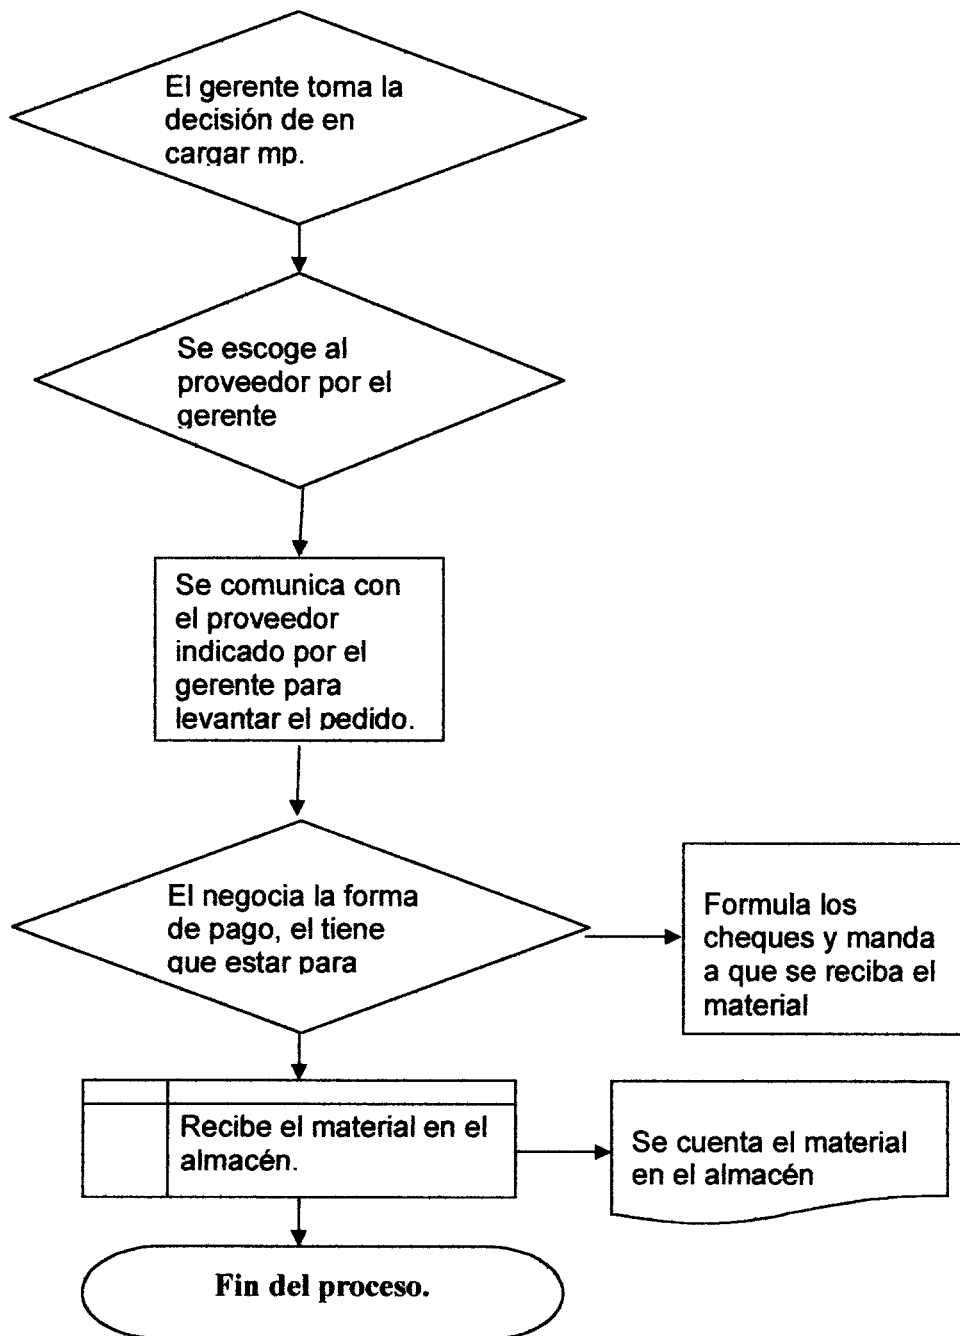 El gerente toma la
decisión de en
cargar mp.
Se escoge al
proveedor por el
gerente
Se comunica con
el proveedor
indicado por el
gerente para
levantar el pedido.
El negocia la forma
de pago, el tiene
que estar para
Formula los
cheques y manda
a que se reciba el
material
Recibe el material en el
almacén.
Se cuenta el material
en el almacén
Fin del proceso.